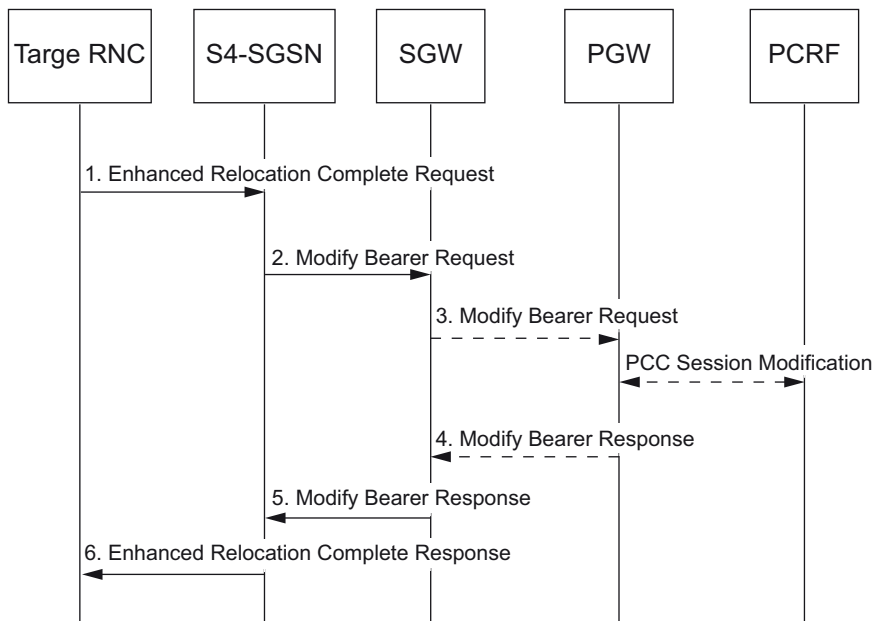 Targe RNC
S4-SGSN
SGW
PGW
PCRF
1. Enhanced Relocation Complete Request
2. Modify Bearer Request
3. Modify Bearer Request
PCC Session Modification
4. Modify Bearer Response
5. Modify Bearer Response
6. Enhanced Relocation Complete Response